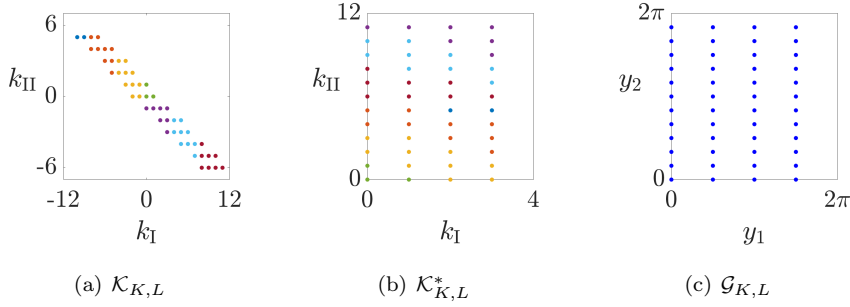 6
k_II
0
-6
-12 0 12
k_I
(a) 𝒦_{K,L}
12
k_II
0
0 4
k_I
(b) 𝒦*_{K,L}
2π
y_2
0
0 2π
y_1
(c) 𝒢_{K,L}